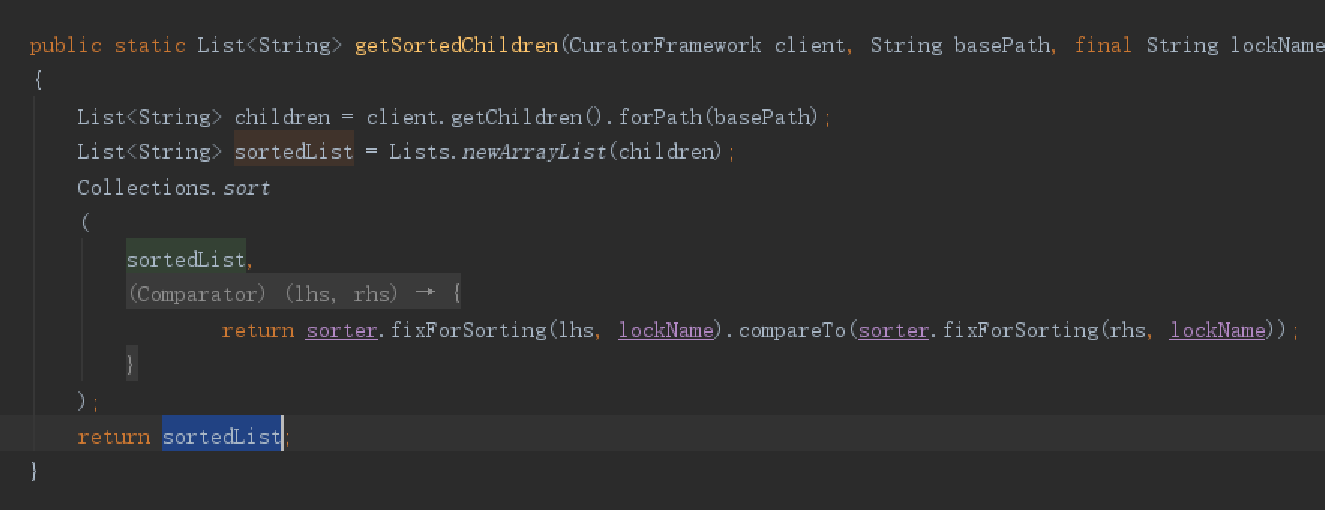 public static List<String> getSortedChildren(CuratorFramework client, String basePath, final String lockName
{
List<String> children = client.getChildren().forPath(basePath);
List<String> sortedList = Lists.newArrayList(children);
Collections.sort
(
sortedList,
(Comparator) (lhs, rhs) → {
return sorter.fixForSorting(lhs, lockName).compareTo(sorter.fixForSorting(rhs, lockName));
}
);
return sortedList;
}